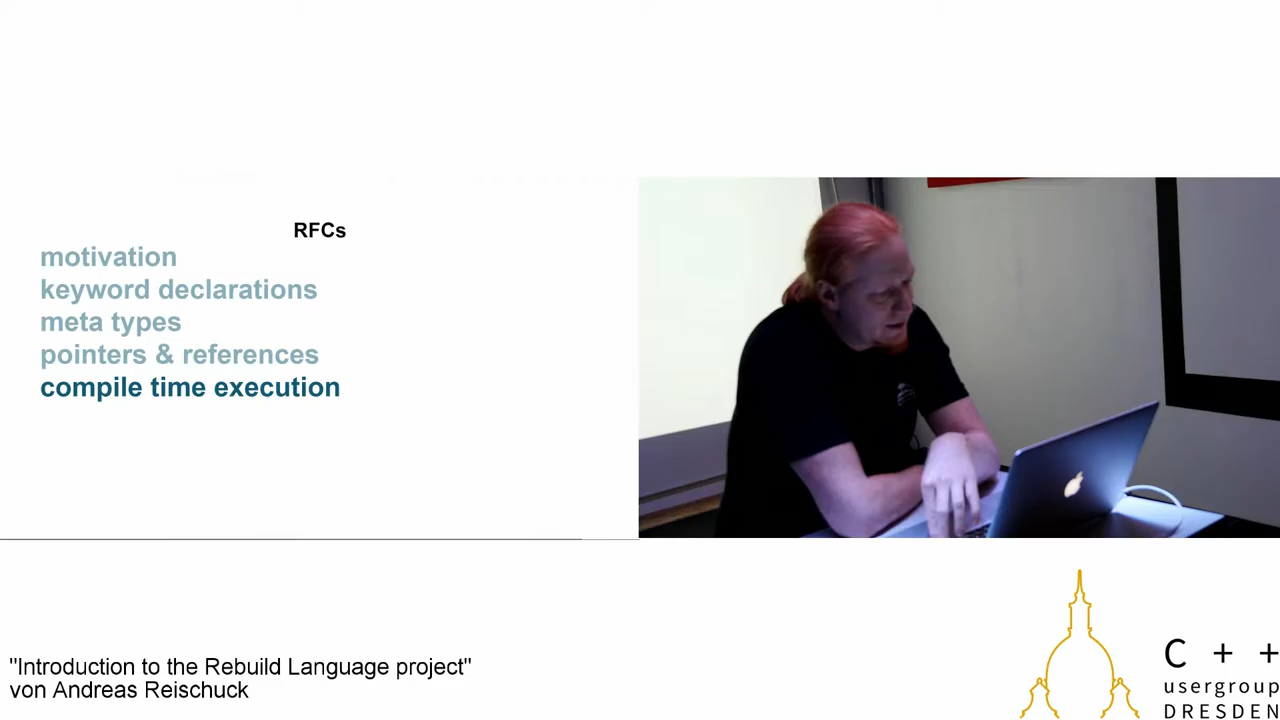 RFCs
motivation
keyword declarations
meta types
pointers & references
compile time execution
"Introduction to the Rebuild Language project"
von Andreas Reischuck
C + +
usergroup
DRESDEN